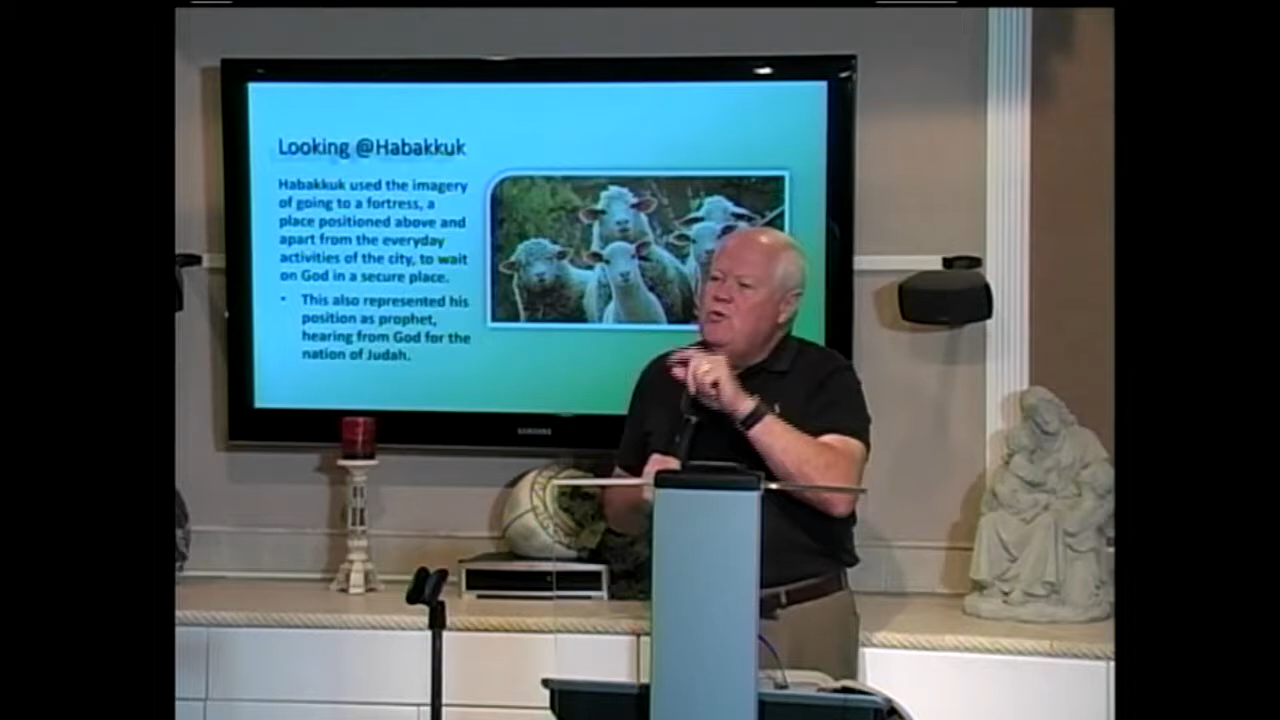 Looking @Habakkuk
Habakkuk used the imagery
of going to a fortress, a
place positioned above and
apart from the everyday
activities of the city, to wait
on God in a secure place.
• This also represented his
position as prophet,
hearing from God for the
nation of Judah.
SAMSUNG